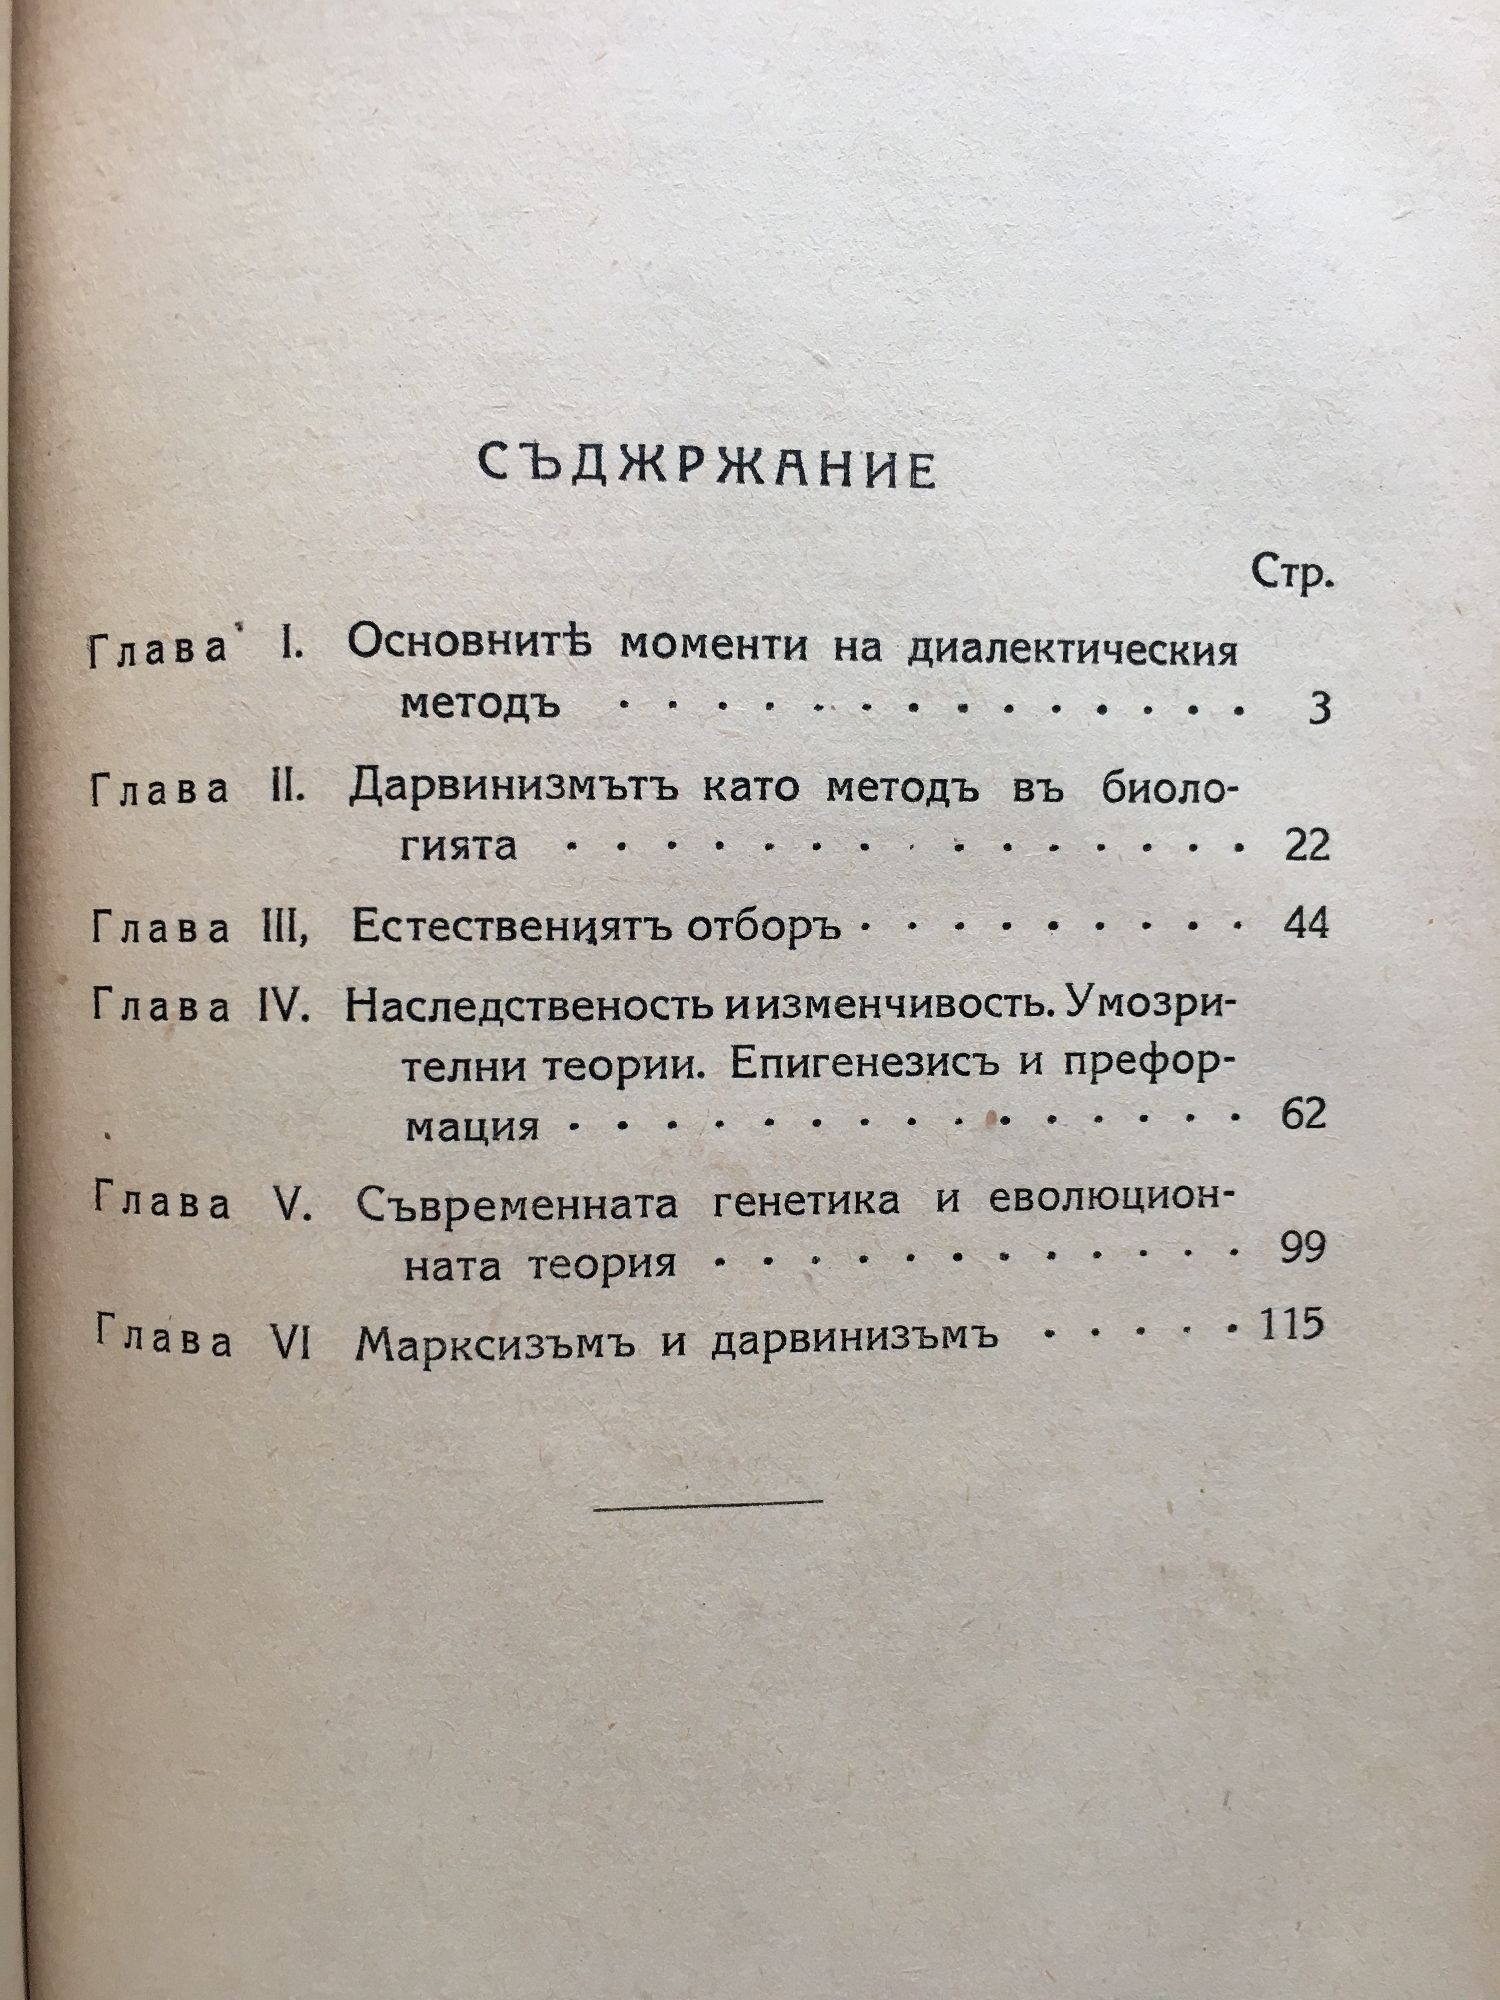 СЪДЖРЖАНИЕ
Стр.
Глава I. Основнитѣ моменти на диалектическия
методъ . . . . . . . . . . . . . . 3
Глава II. Дарвинизмътъ като методъ въ биоло-
гията . . . . . . . . . . . . . . . 22
Глава III, Естествениятъ отборъ . . . . . . . . . 44
Глава IV. Наследственость и изменчивость. Умозри-
телни теории. Епигенезисъ и префор-
мация . . . . . . . . . . . . . . . 62
Глава V. Съвременната генетика и еволюцион-
ната теория . . . . . . . . . . . . 99
Глава VI Марксизъмъ и дарвинизъмъ . . . . . 115